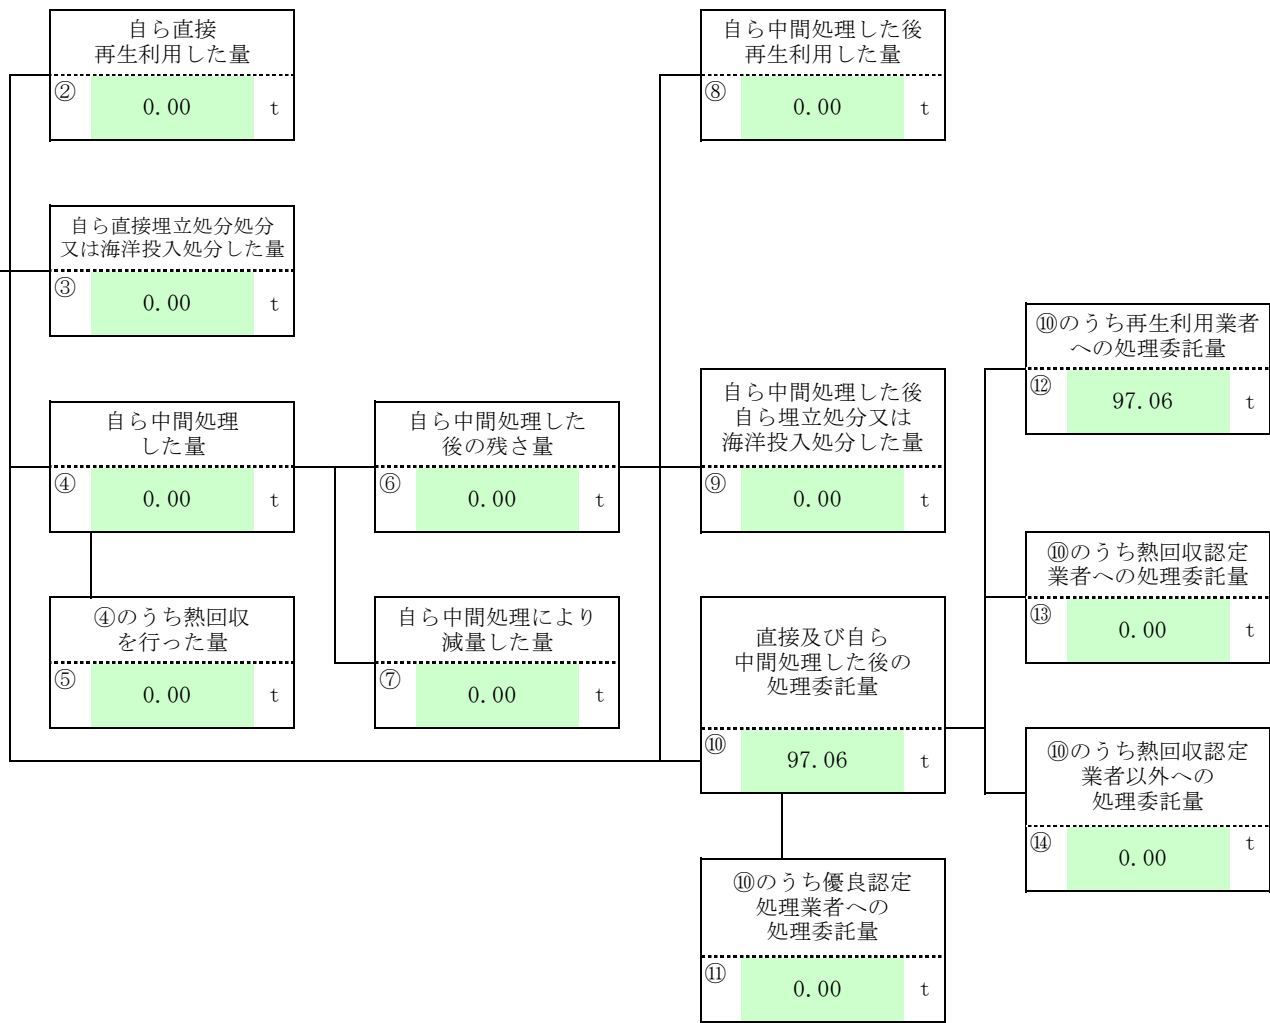 自ら直接
再生利用した量
② 0.00 t
自ら中間処理した後
再生利用した量
⑧ 0.00 t
自ら直接埋立処分処分
又は海洋投入処分した量
③ 0.00 t
⑩のうち再生利用業者
への処理委託量
⑫ 97.06 t
自ら中間処理
した量
④ 0.00 t
自ら中間処理した
後の残さ量
⑥ 0.00 t
自ら中間処理した後
自ら埋立処分又は
海洋投入処分した量
⑨ 0.00 t
⑩のうち熱回収認定
業者への処理委託量
⑬ 0.00 t
④のうち熱回収
を行った量
⑤ 0.00 t
自ら中間処理により
減量した量
⑦ 0.00 t
直接及び自ら
中間処理した後の
処理委託量
⑩ 97.06 t
⑩のうち熱回収認定
業者以外への
処理委託量
⑭ 0.00 t
⑩のうち優良認定
処理業者への
処理委託量
⑪ 0.00 t